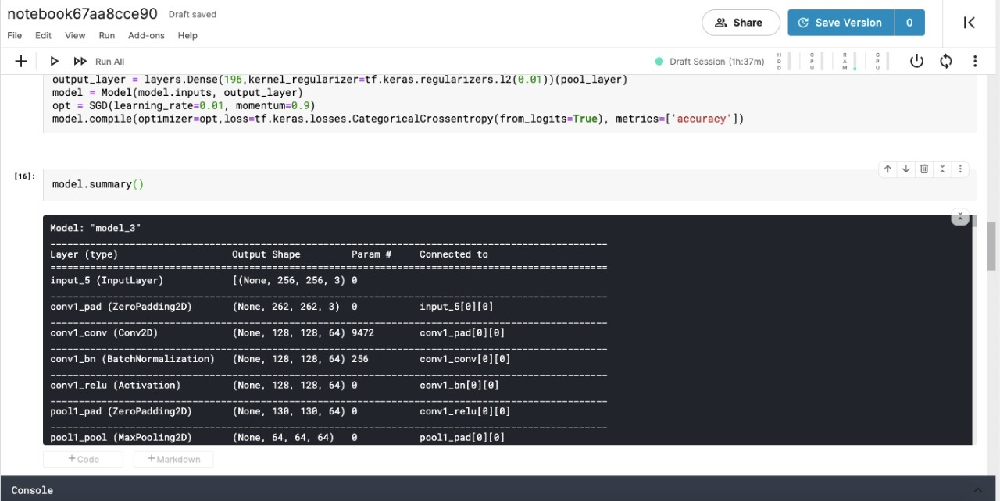 notebook67aa8cce90 Draft saved
Share
Save Version 0
File Edit View Run Add-ons Help
Run All
Draft Session (1h:37m)
HDD CPU RAM GPU
output_layer = layers.Dense(196,kernel_regularizer=tf.keras.regularizers.l2(0.01))(pool_layer)
model = Model(model.inputs, output_layer)
opt = SGD(learning_rate=0.01, momentum=0.9)
model.compile(optimizer=opt,loss=tf.keras.losses.CategoricalCrossentropy(from_logits=True), metrics=['accuracy'])
[16]:
model.summary()
Model: "model_3"
__________________________________________________________________________________________________
Layer (type) Output Shape Param # Connected to
==================================================================================================
input_5 (InputLayer) [(None, 256, 256, 3) 0
__________________________________________________________________________________________________
conv1_pad (ZeroPadding2D) (None, 262, 262, 3) 0 input_5[0][0]
__________________________________________________________________________________________________
conv1_conv (Conv2D) (None, 128, 128, 64) 9472 conv1_pad[0][0]
__________________________________________________________________________________________________
conv1_bn (BatchNormalization) (None, 128, 128, 64) 256 conv1_conv[0][0]
__________________________________________________________________________________________________
conv1_relu (Activation) (None, 128, 128, 64) 0 conv1_bn[0][0]
__________________________________________________________________________________________________
pool1_pad (ZeroPadding2D) (None, 130, 130, 64) 0 conv1_relu[0][0]
__________________________________________________________________________________________________
pool1_pool (MaxPooling2D) (None, 64, 64, 64) 0 pool1_pad[0][0]
+ Code + Markdown
Console